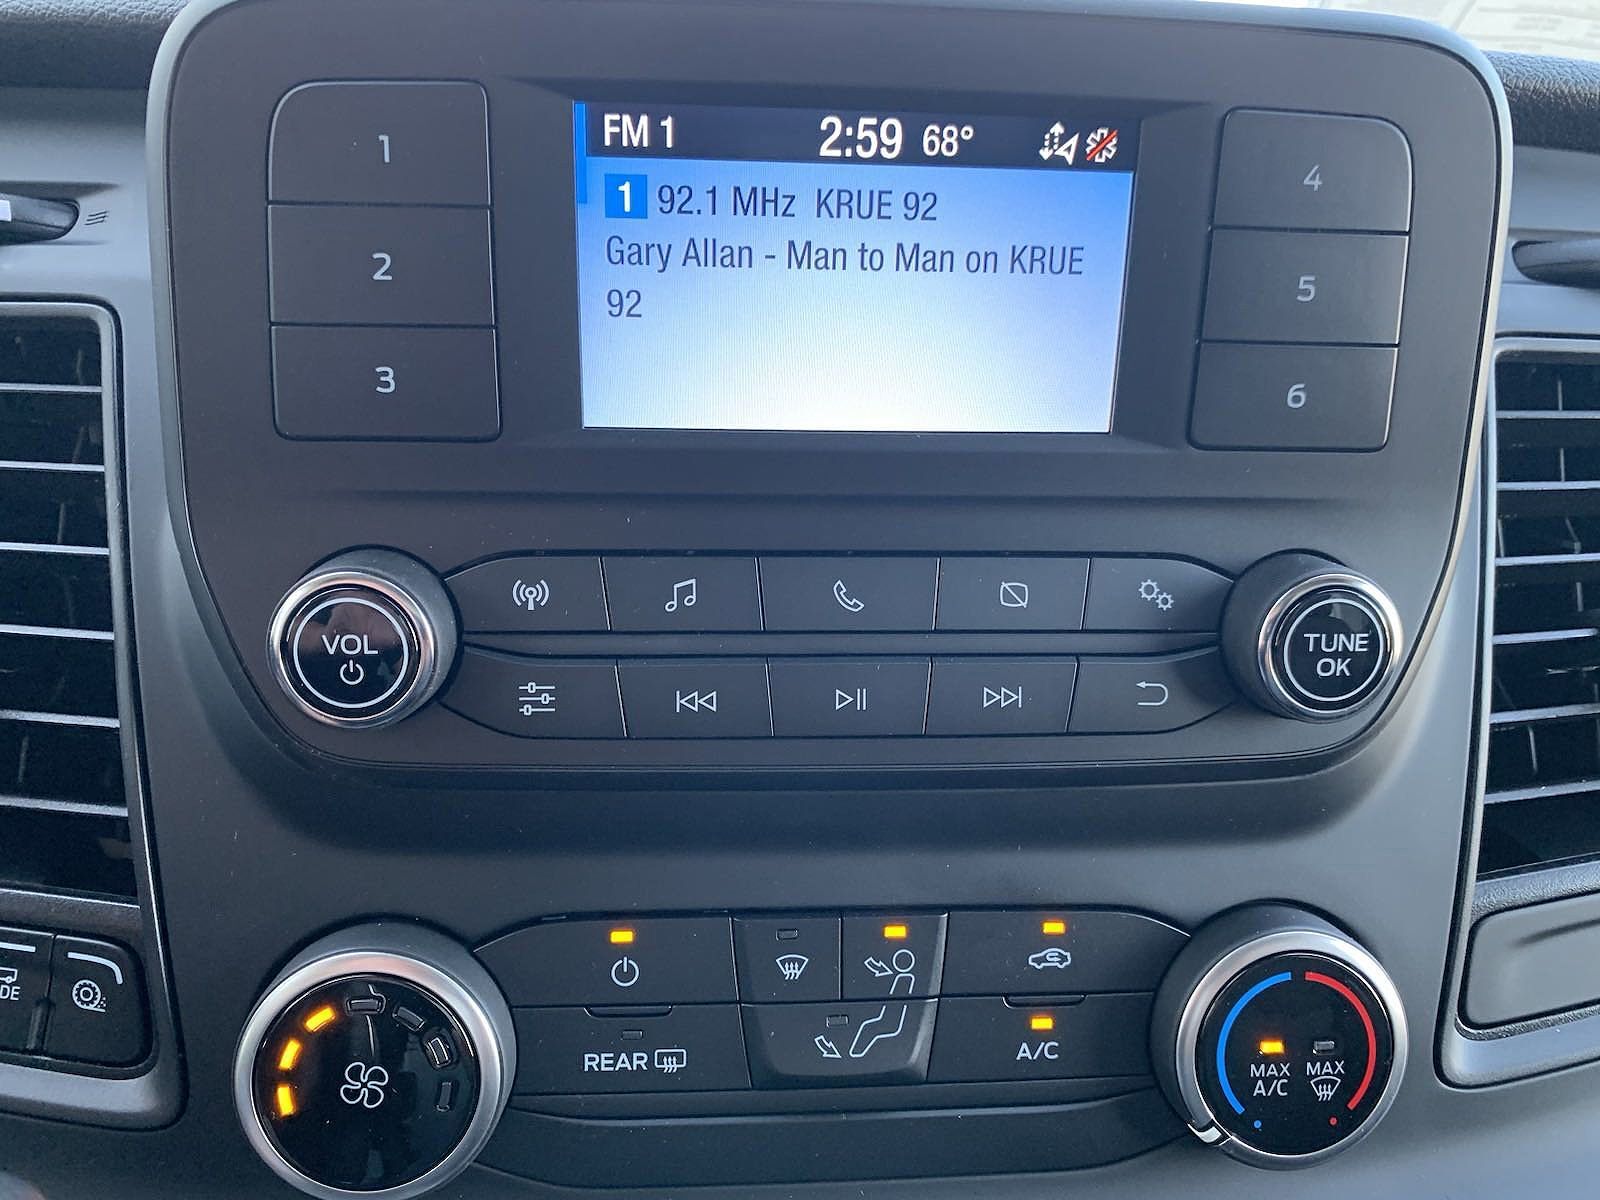 FM 1 2:59 68°
1 92.1 MHz KRUE 92
Gary Allan - Man to Man on KRUE
92
1
2
3
4
5
6
VOL
TUNE
OK
DE
REAR
A/C
MAX
A/C
MAX